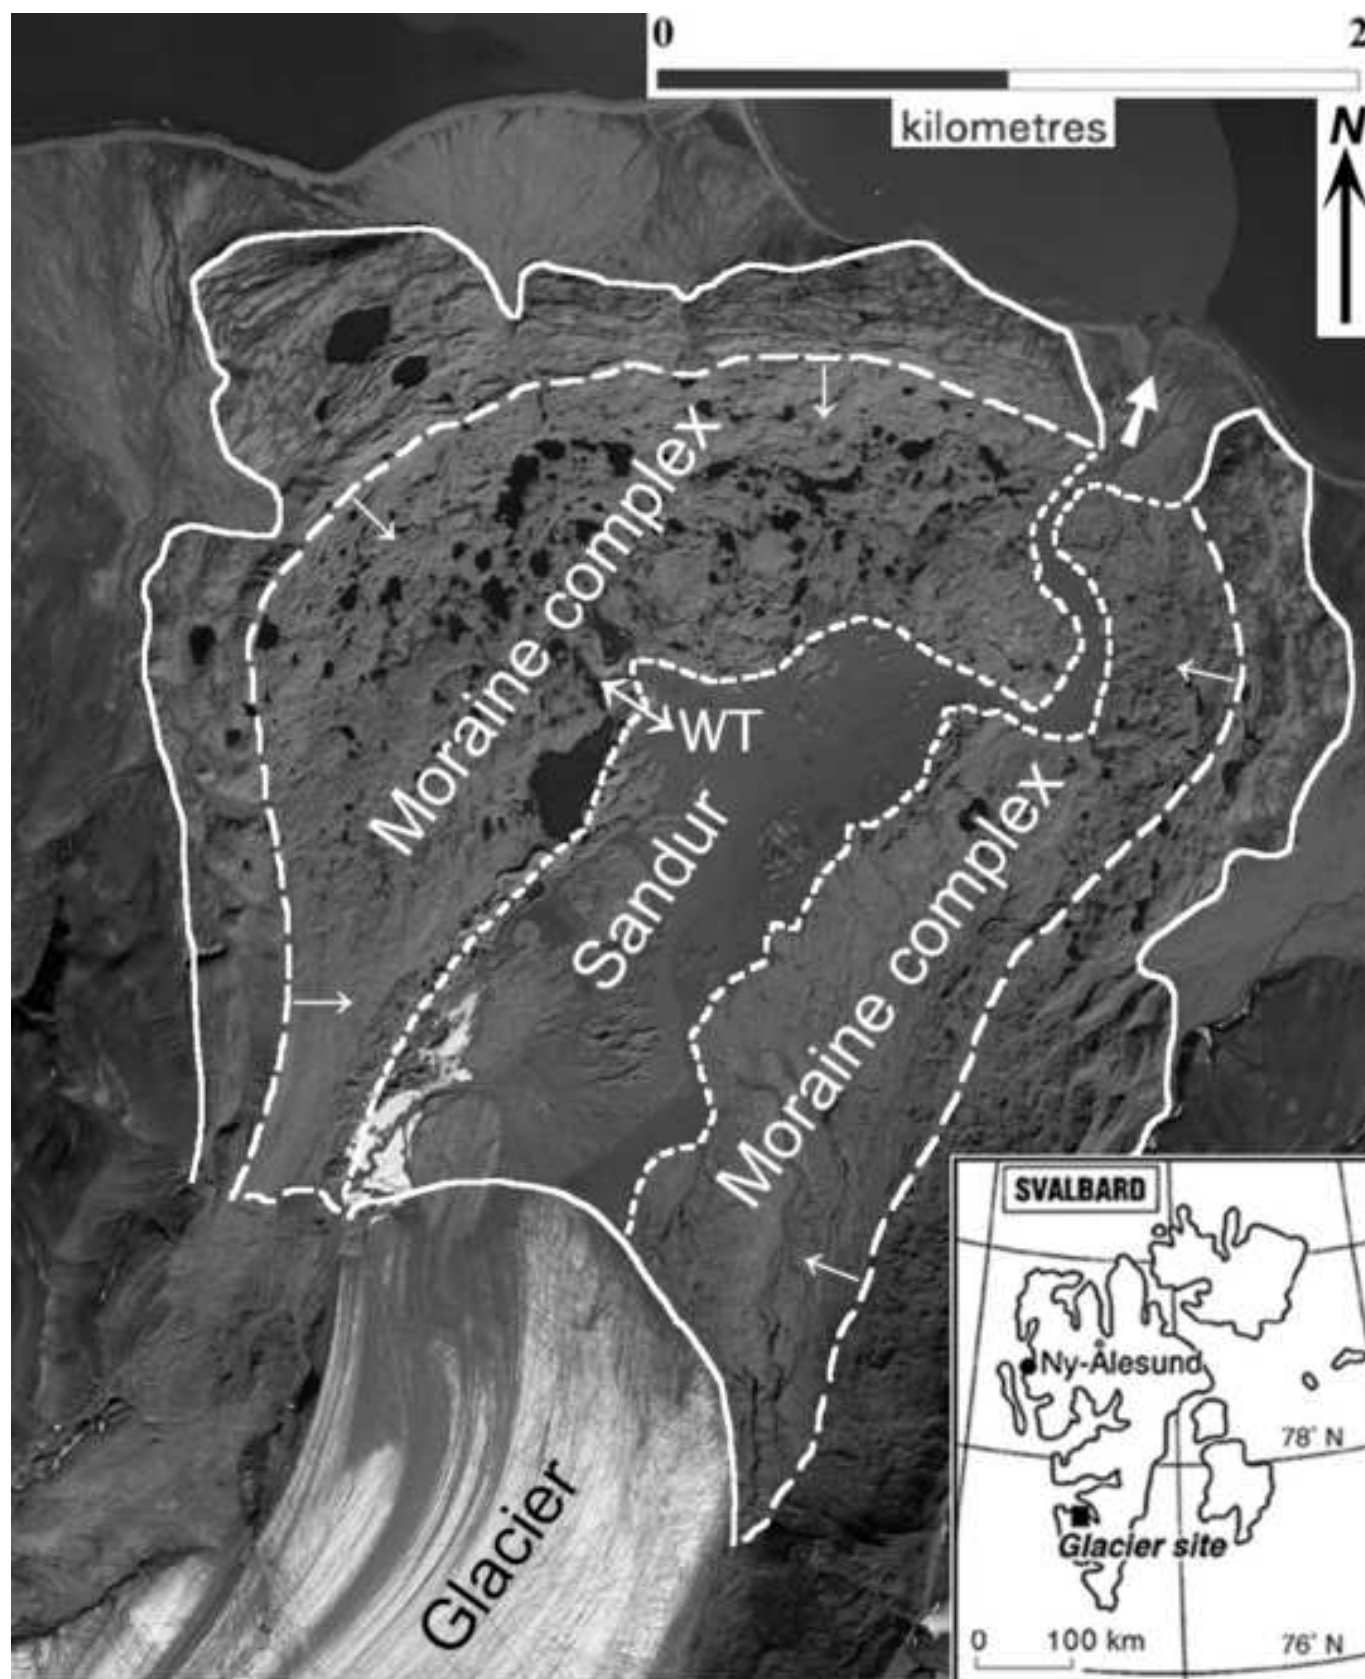 0 2
kilometres
N
Moraine complex
WT
Sandur
Moraine complex
Glacier
SVALBARD
Ny-Ålesund
78° N
Glacier site
0 100 km
76° N